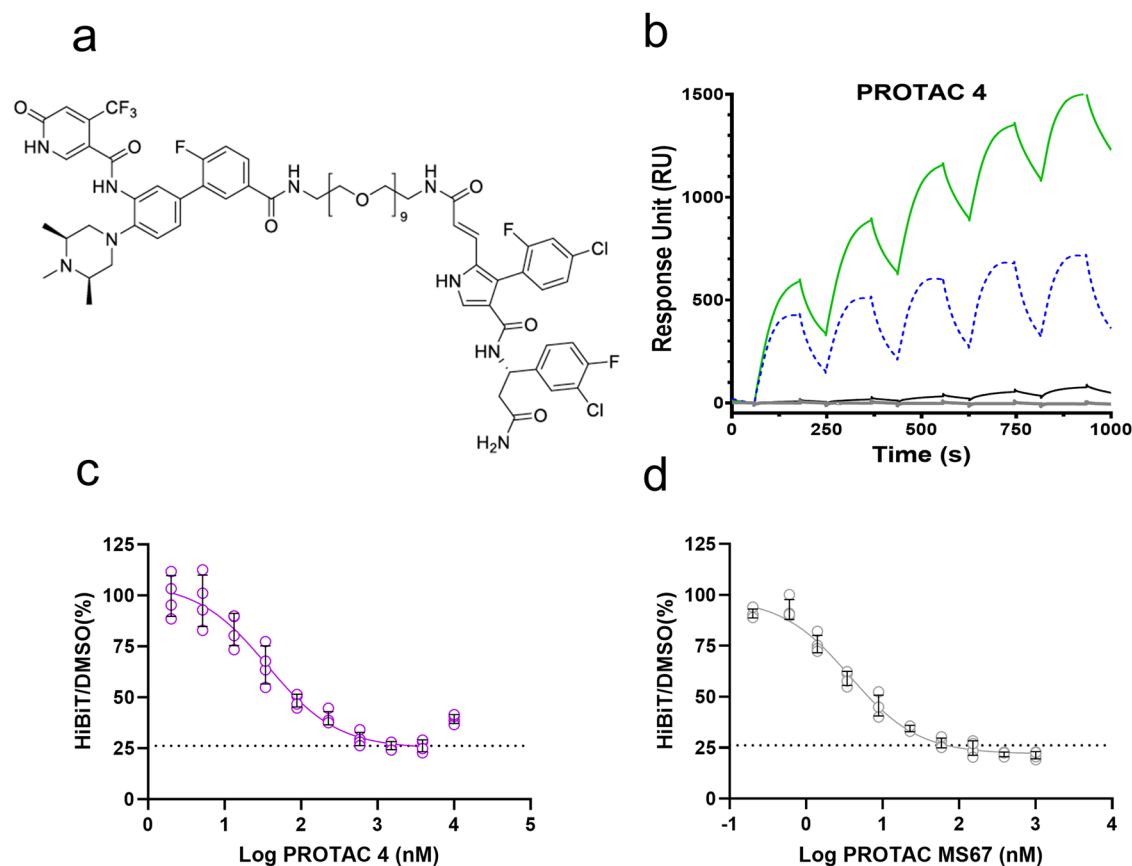 a
O
CF3
HN
O
HN
F
N
N
H
N
O
O
9
H
N
O
F
Cl
HN
O
HN
F
Cl
O
H2N
b
PROTAC 4
Response Unit (RU)
1500
1000
500
0
0 250 500 750 1000
Time (s)
c
HiBiT/DMSO(%)
125
100
75
50
25
0
0 1 2 3 4 5
Log PROTAC 4 (nM)
d
HiBiT/DMSO(%)
125
100
75
50
25
0
-1 0 1 2 3 4
Log PROTAC MS67 (nM)